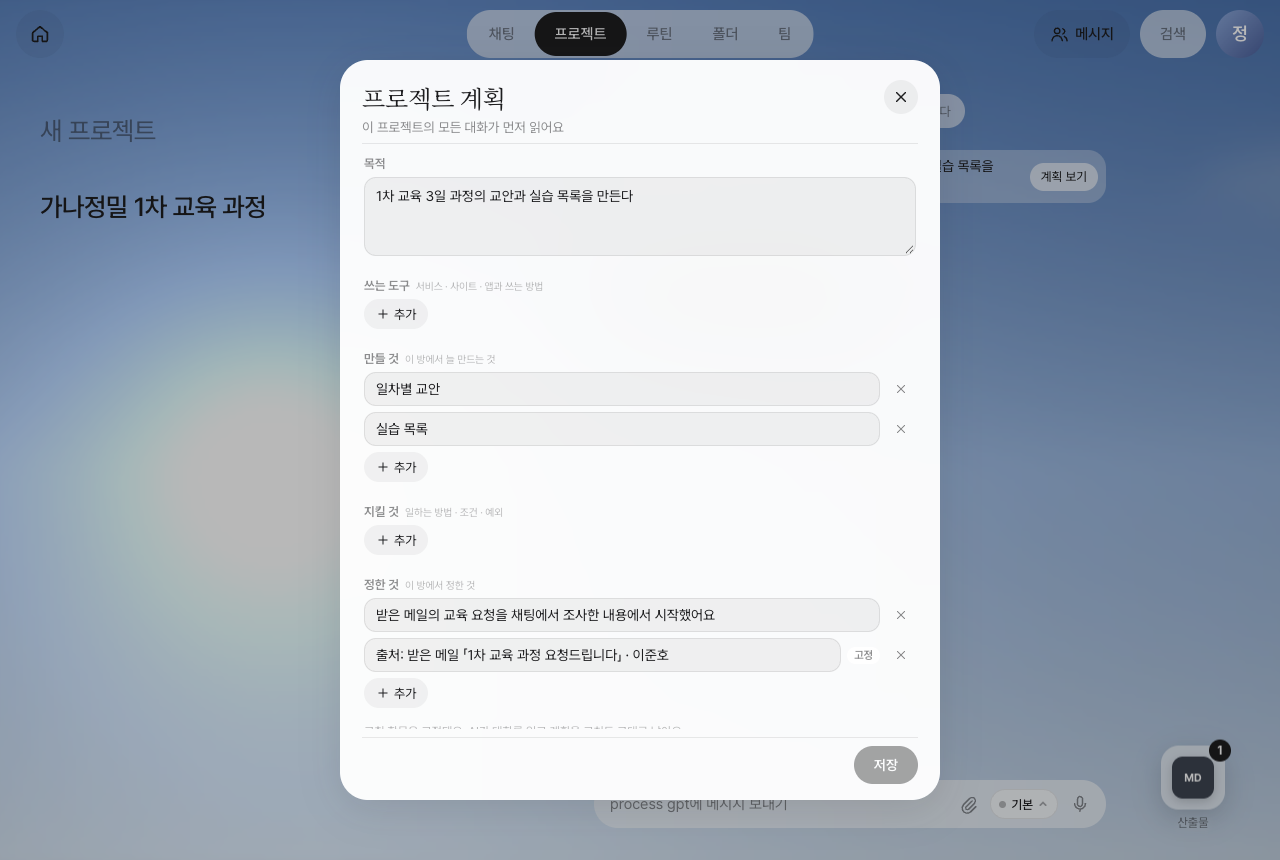 채팅
프로젝트
루틴
폴더
팀
메시지
검색
정
새 프로젝트
가나정밀 1차 교육 과정
다
습 목록을
계획 보기
프로젝트 계획
이 프로젝트의 모든 대화가 먼저 읽어요
목적
1차 교육 3일 과정의 교안과 실습 목록을 만든다
쓰는 도구 서비스 · 사이트 · 앱과 쓰는 방법
+ 추가
만들 것 이 방에서 늘 만드는 것
일차별 교안
실습 목록
+ 추가
지킬 것 일하는 방법 · 조건 · 예외
+ 추가
정한 것 이 방에서 정한 것
받은 메일의 교육 요청을 채팅에서 조사한 내용에서 시작했어요
출처: 받은 메일 「1차 교육 과정 요청드립니다」 · 이준호
고정
+ 추가
저장
process gpt에 메시지 보내기
기본
1
MD
산출물